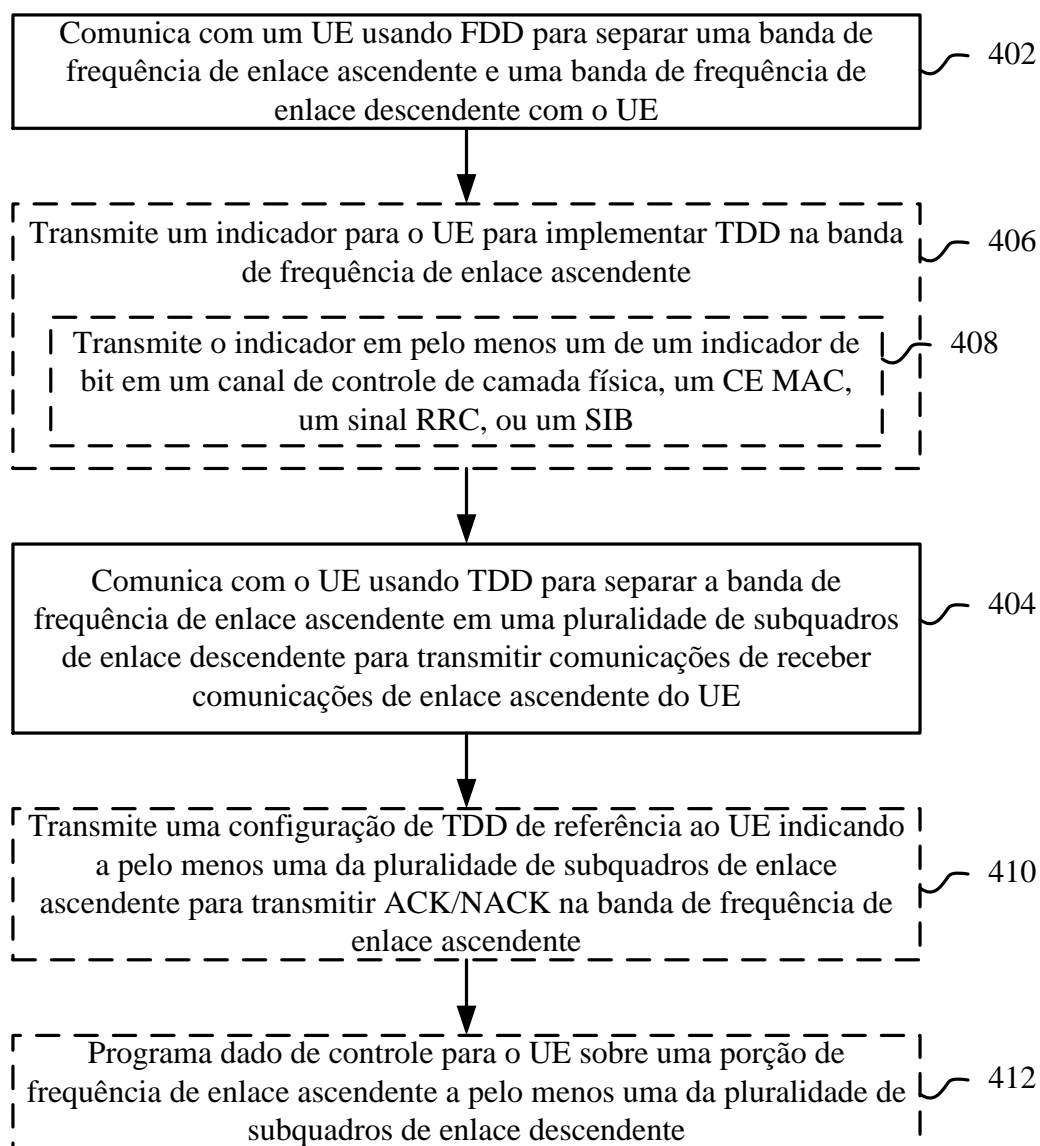 Comunica com um UE usando FDD para separar uma banda de
frequência de enlace ascendente e uma banda de frequência de
enlace descendente com o UE
402
Transmite um indicador para o UE para implementar TDD na banda
de frequência de enlace ascendente
406
Transmite o indicador em pelo menos um de um indicador de
bit em um canal de controle de camada física, um CE MAC,
um sinal RRC, ou um SIB
408
Comunica com o UE usando TDD para separar a banda de
frequência de enlace ascendente em uma pluralidade de subquadros
de enlace descendente para transmitir comunicações de receber
comunicações de enlace ascendente do UE
404
Transmite uma configuração de TDD de referência ao UE indicando
a pelo menos uma da pluralidade de subquadros de enlace
ascendente para transmitir ACK/NACK na banda de frequência de
enlace ascendente
410
Programa dado de controle para o UE sobre uma porção de
frequência de enlace ascendente a pelo menos uma da pluralidade de
subquadros de enlace descendente
412